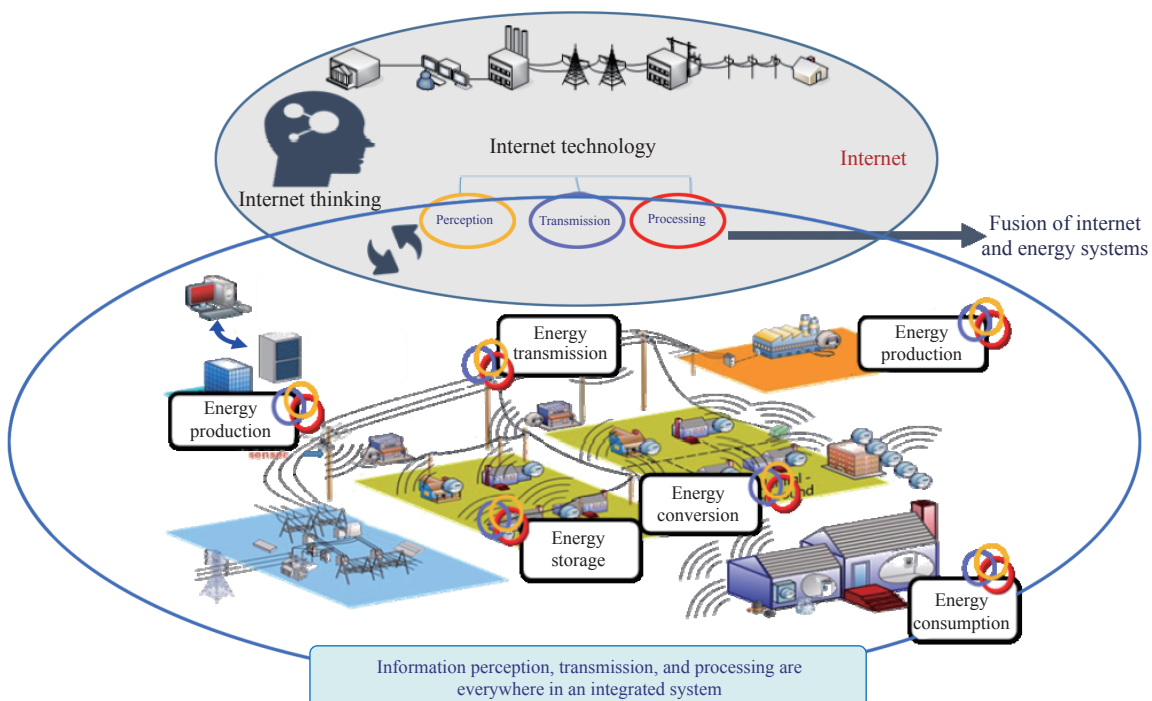 Internet technology
Internet
Internet thinking
Perception
Transmission
Processing
Fusion of internet
and energy systems
Energy
transmission
Energy
production
Energy
production
sensor
Energy
conversion
Energy
storage
Energy
consumption
Information perception, transmission, and processing are
everywhere in an integrated system